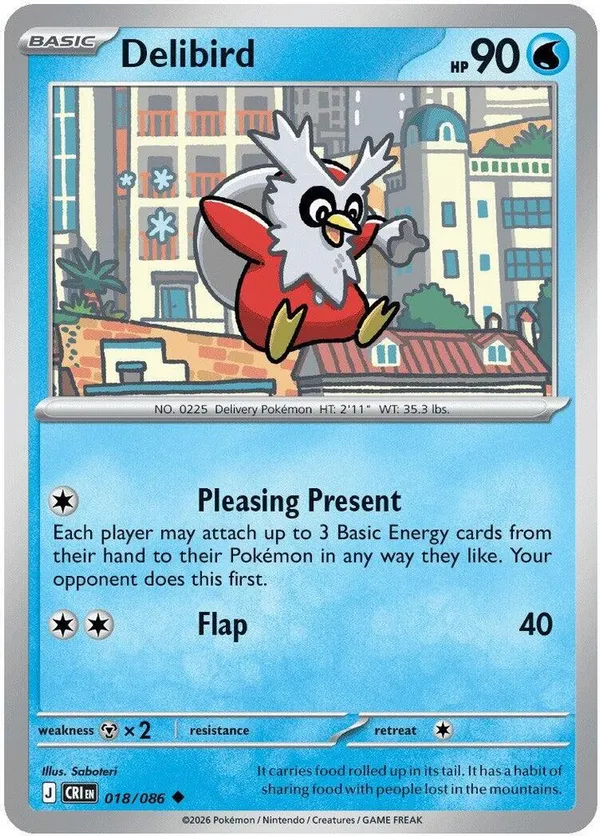 BASIC
Delibird
HP 90
NO. 0225 Delivery Pokémon HT: 2'11" WT: 35.3 lbs.
Pleasing Present
Each player may attach up to 3 Basic Energy cards from
their hand to their Pokémon in any way they like. Your
opponent does this first.
Flap 40
weakness ×2 resistance retreat
Illus. Saboteri
It carries food rolled up in its tail. It has a habit of
sharing food with people lost in the mountains.
J CRI EN 018/086
©2026 Pokémon / Nintendo / Creatures / GAME FREAK